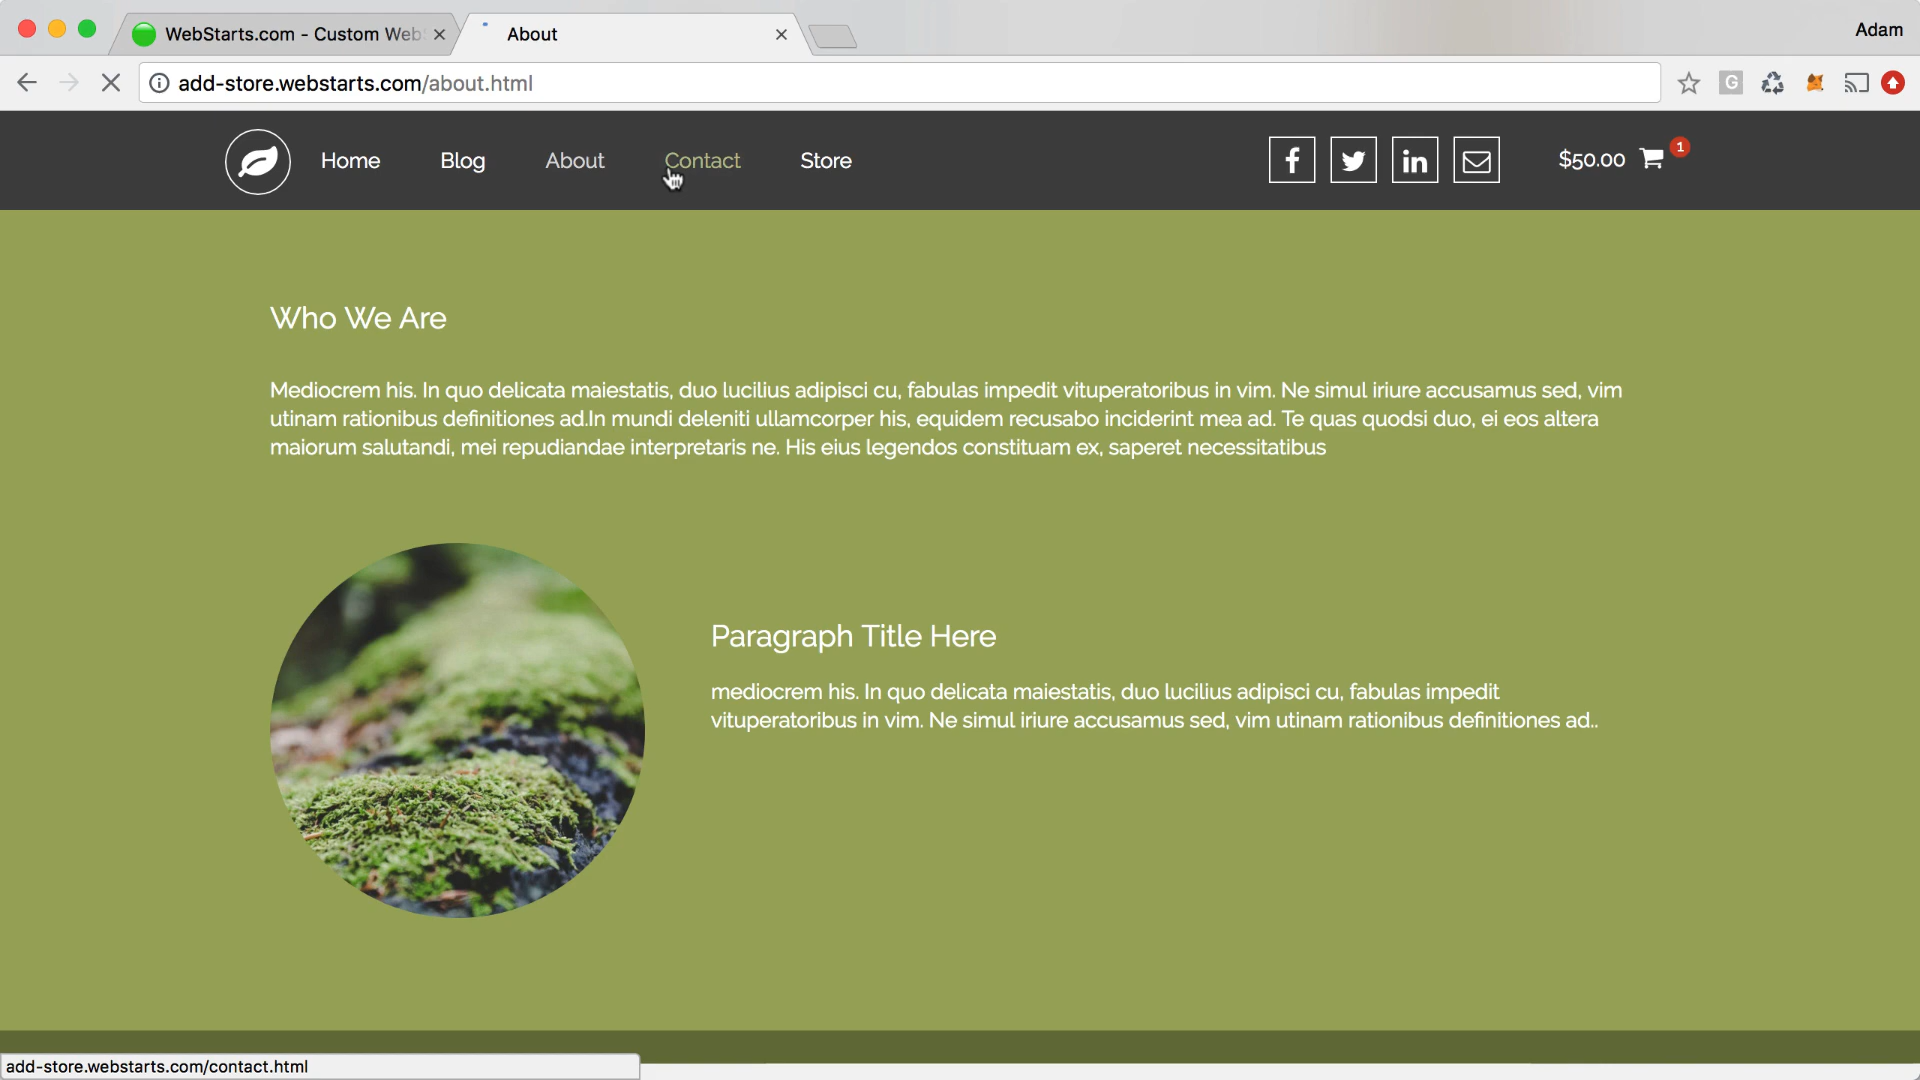 WebStarts.com - Custom Web
About
Adam
add-store.webstarts.com/about.html
G
Home
Blog
About
Contact
Store
f
in
$50.00
1
Who We Are
Mediocrem his. In quo delicata maiestatis, duo lucilius adipisci cu, fabulas impedit vituperatoribus in vim. Ne simul iriure accusamus sed, vim
utinam rationibus definitiones ad.In mundi deleniti ullamcorper his, equidem recusabo inciderint mea ad. Te quas quodsi duo, ei eos altera
maiorum salutandi, mei repudiandae interpretaris ne. His eius legendos constituam ex, saperet necessitatibus
Paragraph Title Here
mediocrem his. In quo delicata maiestatis, duo lucilius adipisci cu, fabulas impedit
vituperatoribus in vim. Ne simul iriure accusamus sed, vim utinam rationibus definitiones ad..
add-store.webstarts.com/contact.html